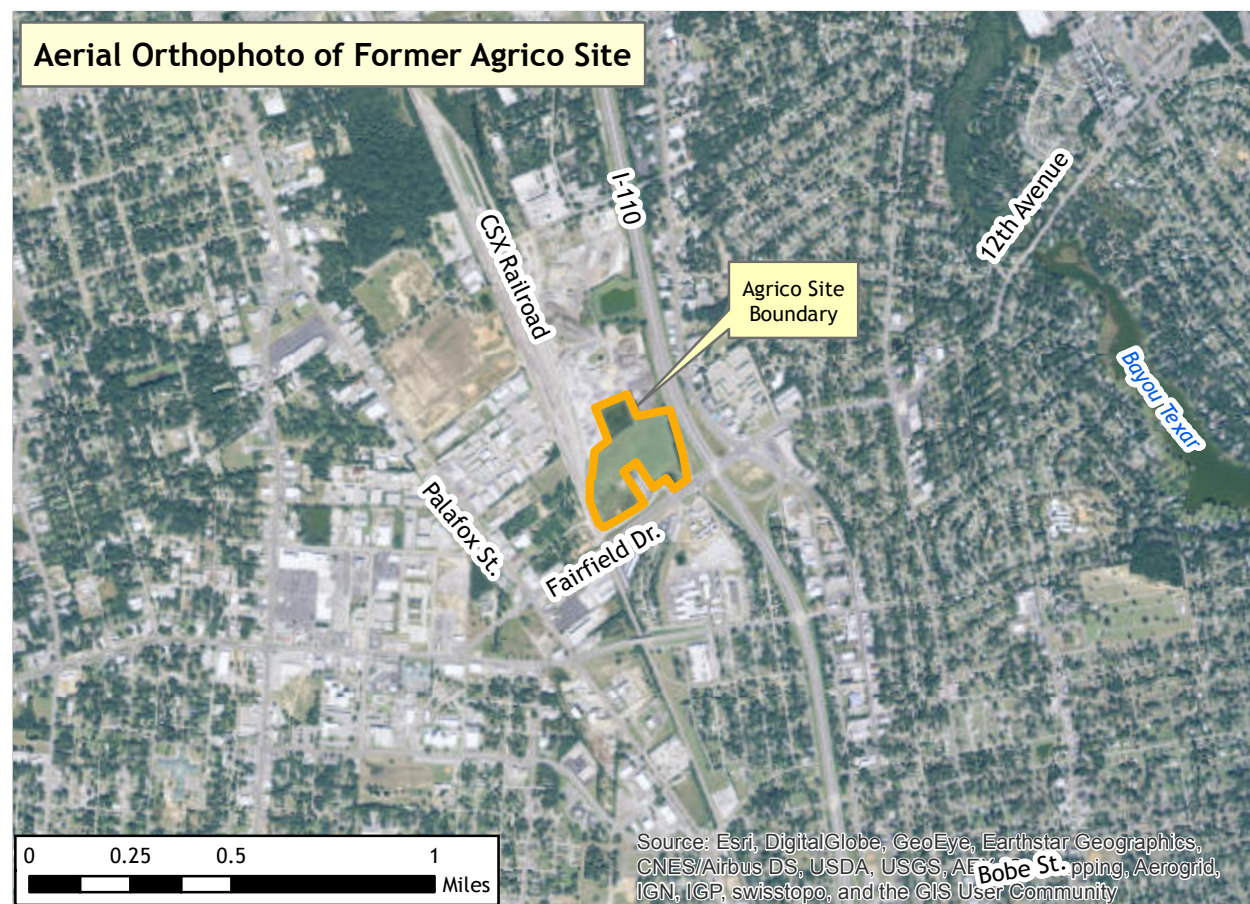 Aerial Orthophoto of Former Agrico Site
I-110
12th Avenue
CSX Railroad
Agrico Site
Boundary
Bayou Texar
Palafox St.
Fairfield Dr.
0 0.25 0.5 1
Miles
Source: Esri, DigitalGlobe, GeoEye, Earthstar Geographics,
CNES/Airbus DS, USDA, USGS, pping, Aerogrid,
IGN, IGP, swisstopo, and the GIS User Community
Bobe St.